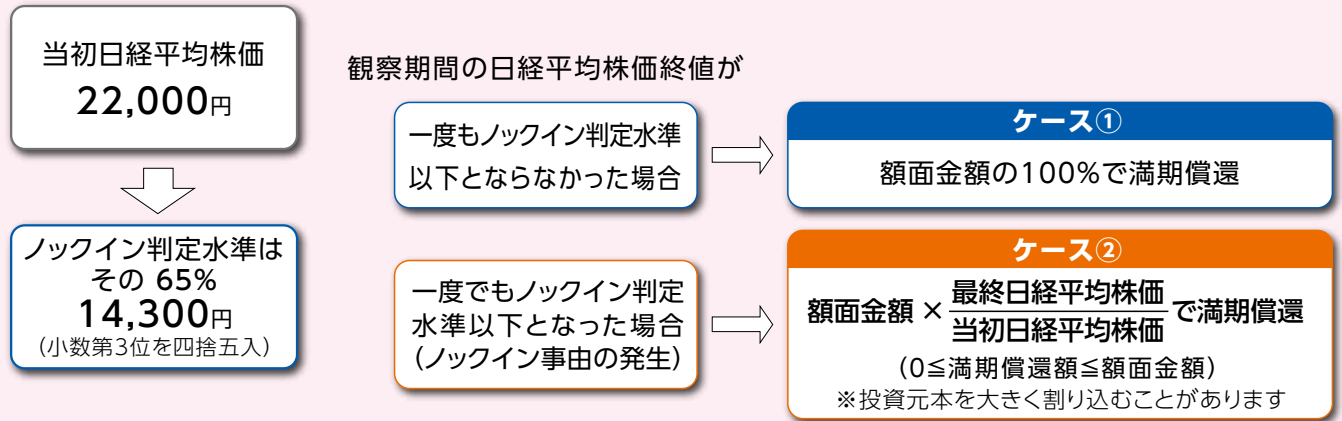 当初日経平均株価
22,000円
ノックイン判定水準は
その 65%
14,300円
(小数第3位を四捨五入)
観察期間の日経平均株価終値が
一度もノックイン判定水準
以下とならなかった場合
ケース①
額面金額の100%で満期償還
一度でもノックイン判定
水準以下となった場合
(ノックイン事由の発生)
ケース②
額面金額 × 最終日経平均株価 で満期償還
当初日経平均株価
(0≦満期償還額≦額面金額)
※投資元本を大きく割り込むことがあります